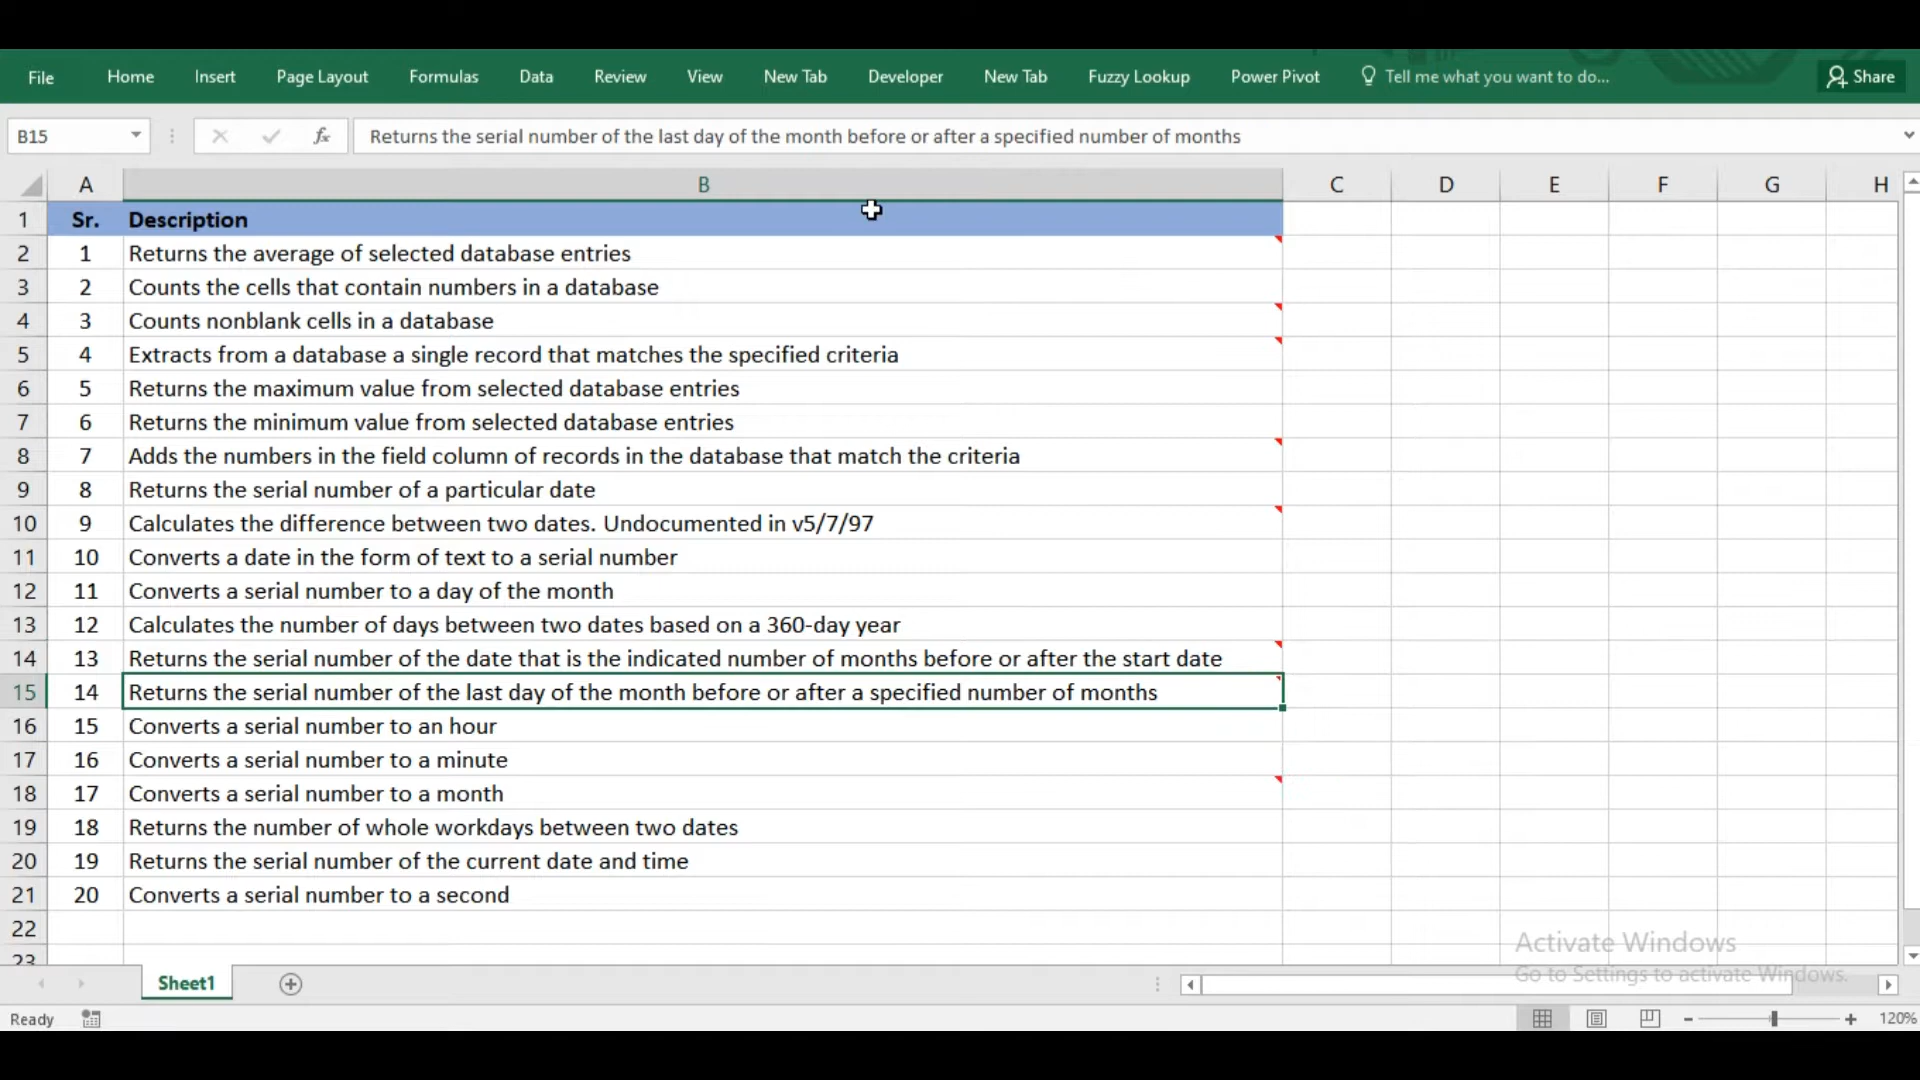 File Home Insert Page Layout Formulas Data Review View New Tab Developer New Tab Fuzzy Lookup Power Pivot Tell me what you want to do... Share
B15 fx Returns the serial number of the last day of the month before or after a specified number of months
A B C D E F G H
1 Sr. Description
2 1 Returns the average of selected database entries
3 2 Counts the cells that contain numbers in a database
4 3 Counts nonblank cells in a database
5 4 Extracts from a database a single record that matches the specified criteria
6 5 Returns the maximum value from selected database entries
7 6 Returns the minimum value from selected database entries
8 7 Adds the numbers in the field column of records in the database that match the criteria
9 8 Returns the serial number of a particular date
10 9 Calculates the difference between two dates. Undocumented in v5/7/97
11 10 Converts a date in the form of text to a serial number
12 11 Converts a serial number to a day of the month
13 12 Calculates the number of days between two dates based on a 360-day year
14 13 Returns the serial number of the date that is the indicated number of months before or after the start date
15 14 Returns the serial number of the last day of the month before or after a specified number of months
16 15 Converts a serial number to an hour
17 16 Converts a serial number to a minute
18 17 Converts a serial number to a month
19 18 Returns the number of whole workdays between two dates
20 19 Returns the serial number of the current date and time
21 20 Converts a serial number to a second
22
23
Activate Windows
Go to Settings to activate Windows.
Sheet1
Ready 120%